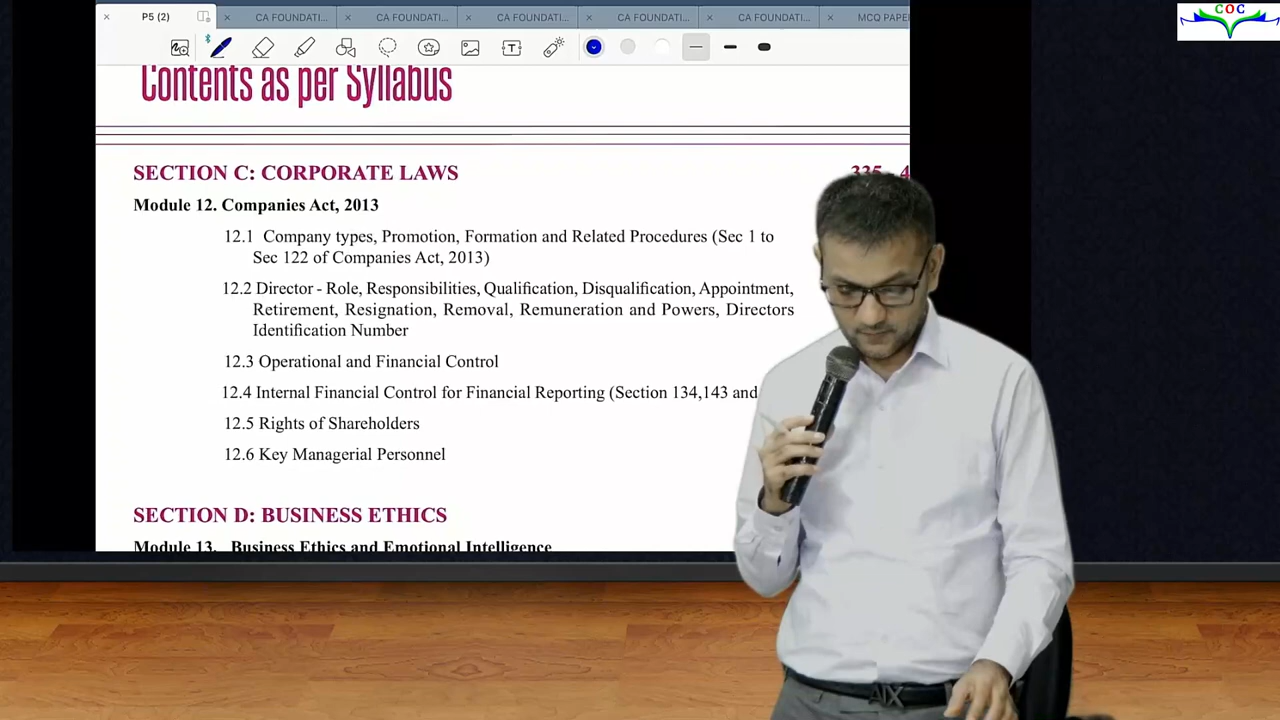 P5 (2)
CA FOUNDATI...
CA FOUNDATI...
CA FOUNDATI...
CA FOUNDATI...
CA FOUNDATI...
MCQ PAPE
COC
Contents as per Syllabus
SECTION C: CORPORATE LAWS
Module 12. Companies Act, 2013
12.1 Company types, Promotion, Formation and Related Procedures (Sec 1 to
Sec 122 of Companies Act, 2013)
12.2 Director - Role, Responsibilities, Qualification, Disqualification, Appointment,
Retirement, Resignation, Removal, Remuneration and Powers, Directors
Identification Number
12.3 Operational and Financial Control
12.4 Internal Financial Control for Financial Reporting (Section 134,143 and
12.5 Rights of Shareholders
12.6 Key Managerial Personnel
SECTION D: BUSINESS ETHICS
Module 13. Business Ethics and Emotional Intelligence